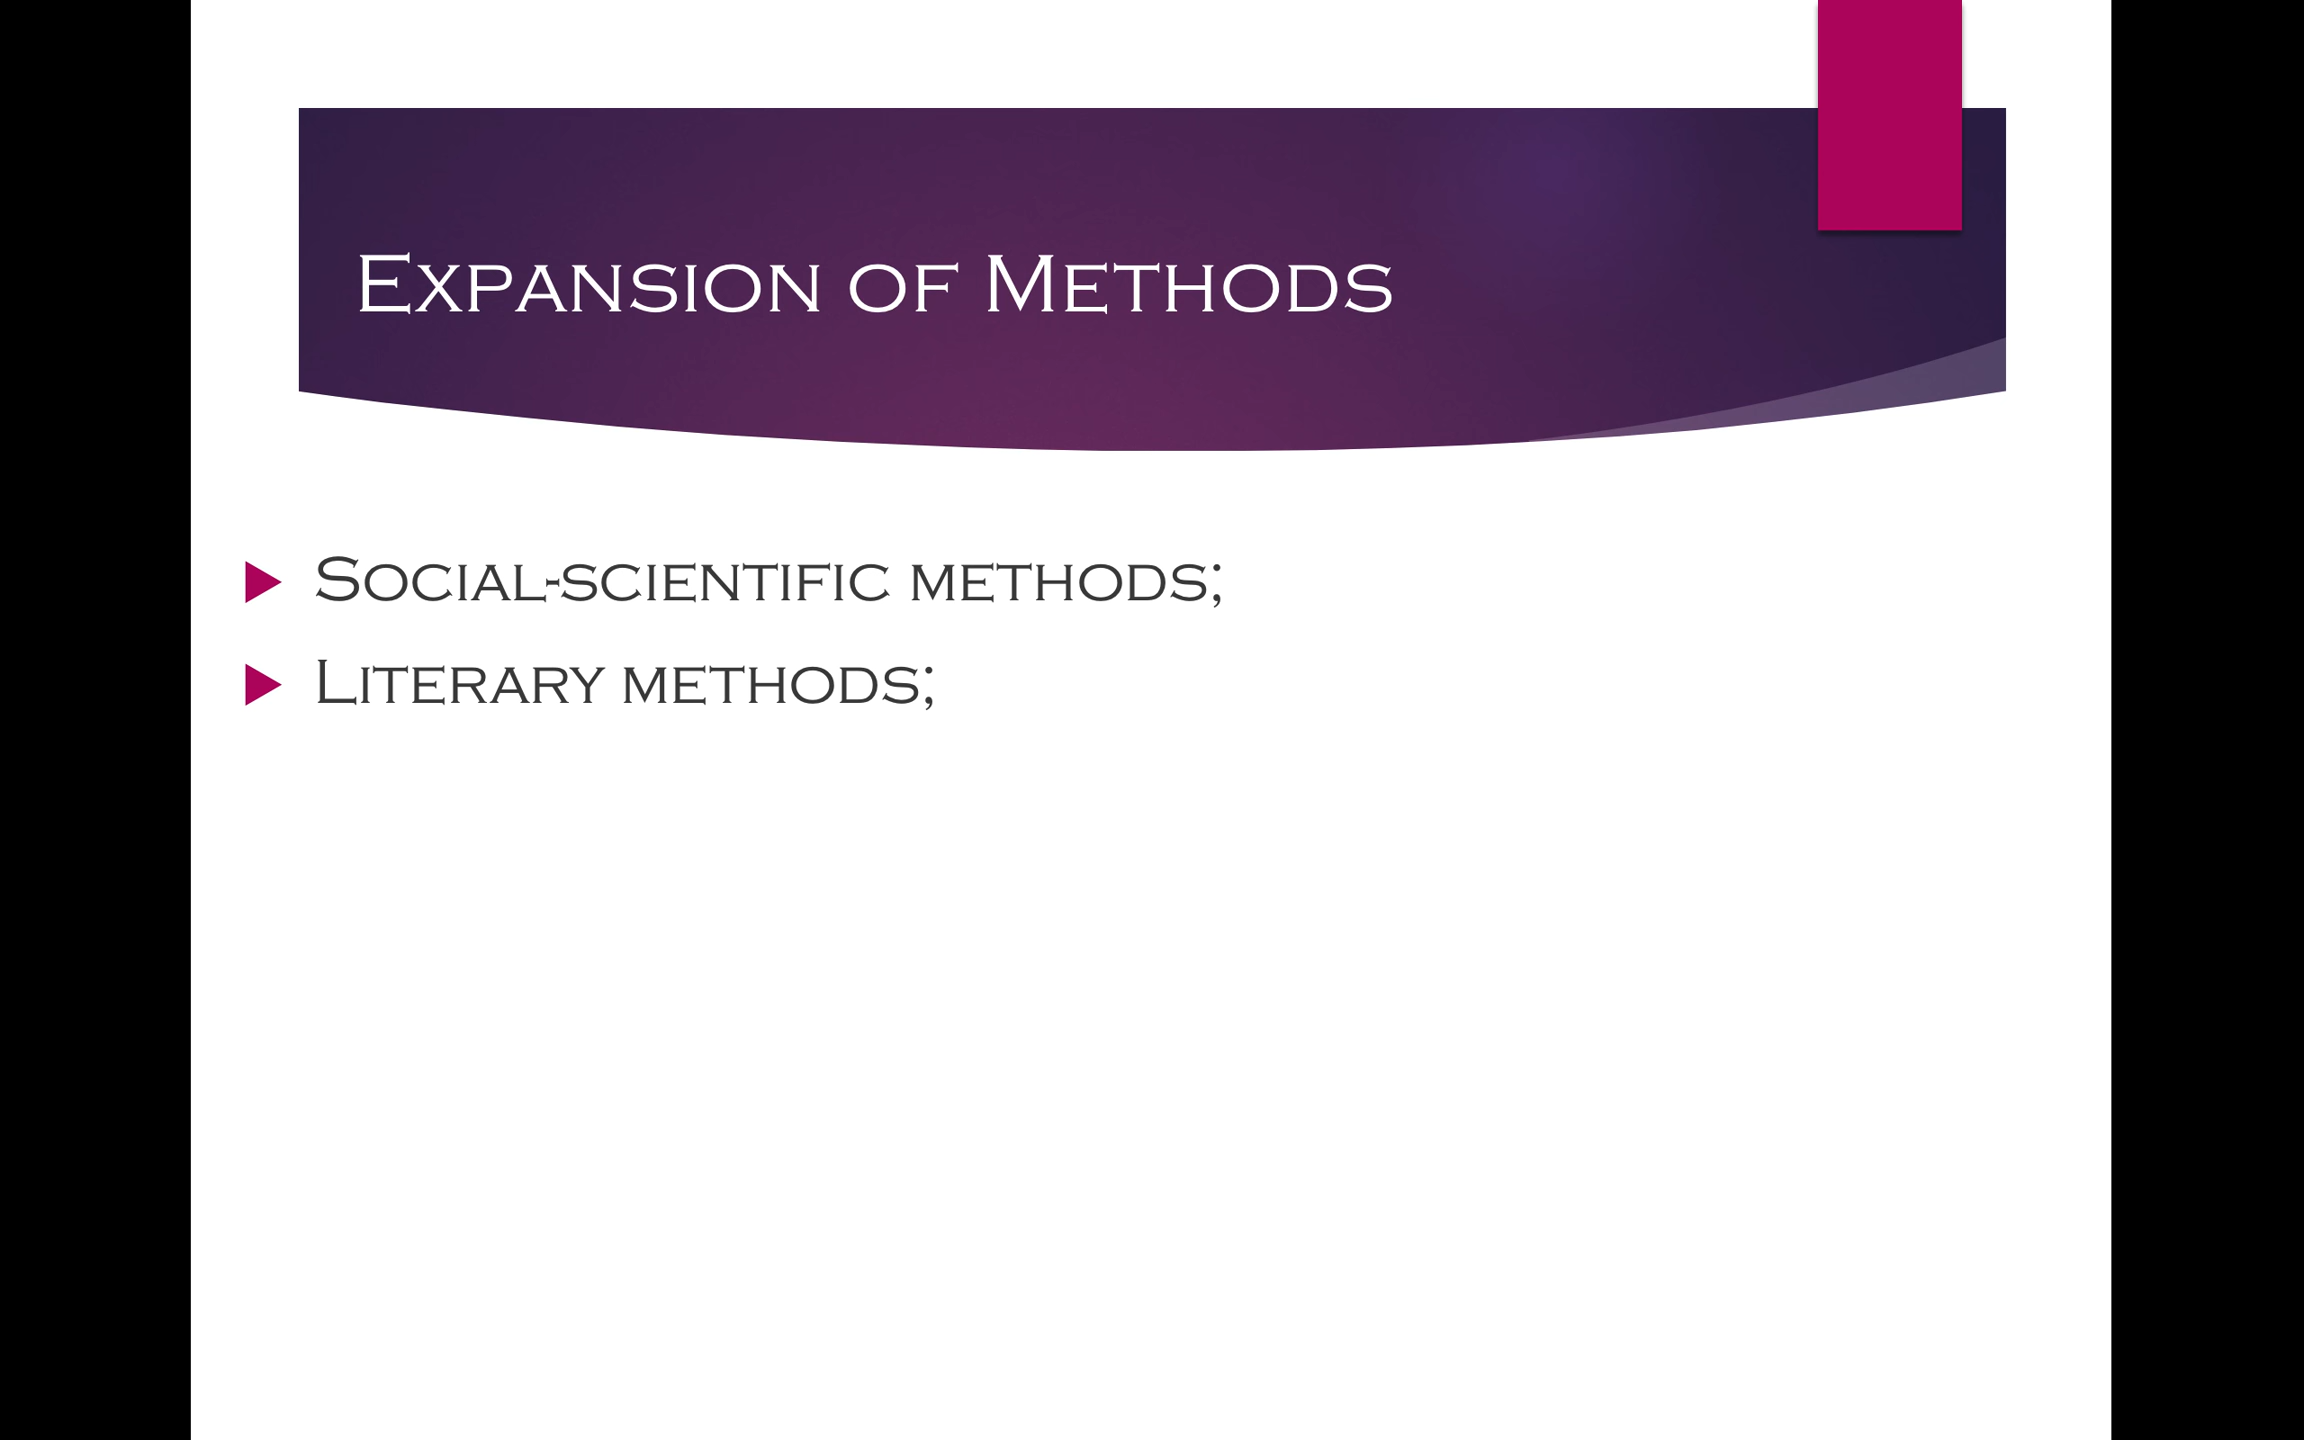 Expansion of Methods
Social-scientific methods;
Literary methods;